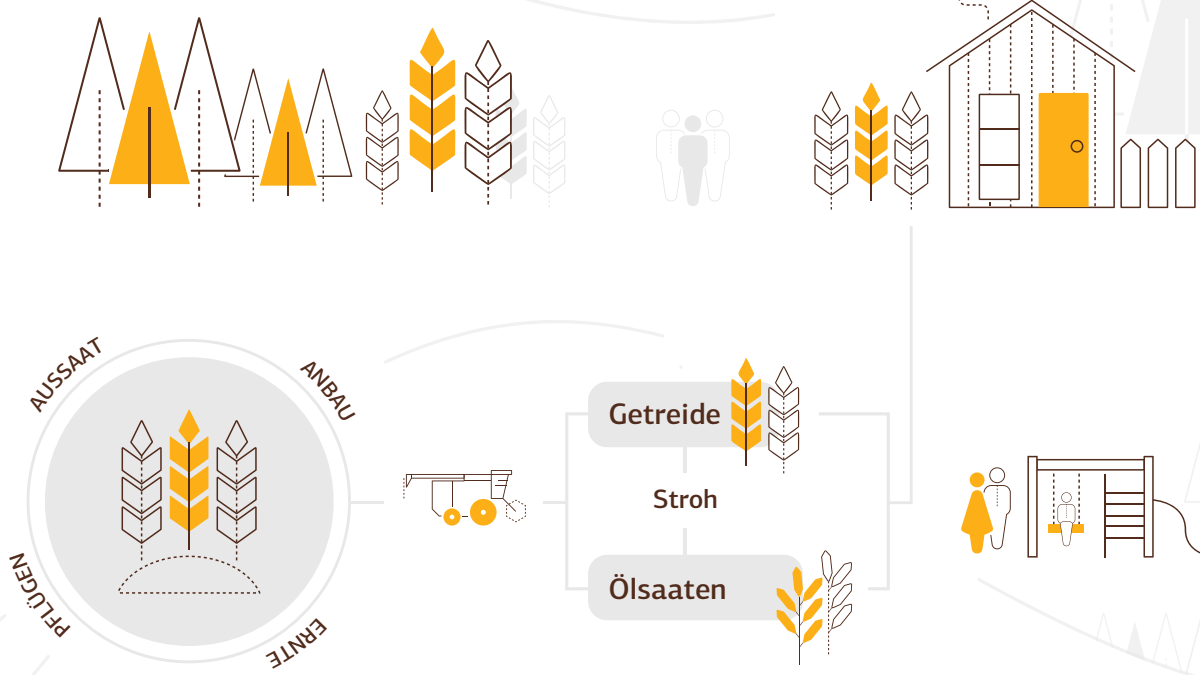 AUSSAAT
ANBAU
PFLÜGEN
ERNTE
Getreide
Stroh
Ölsaaten